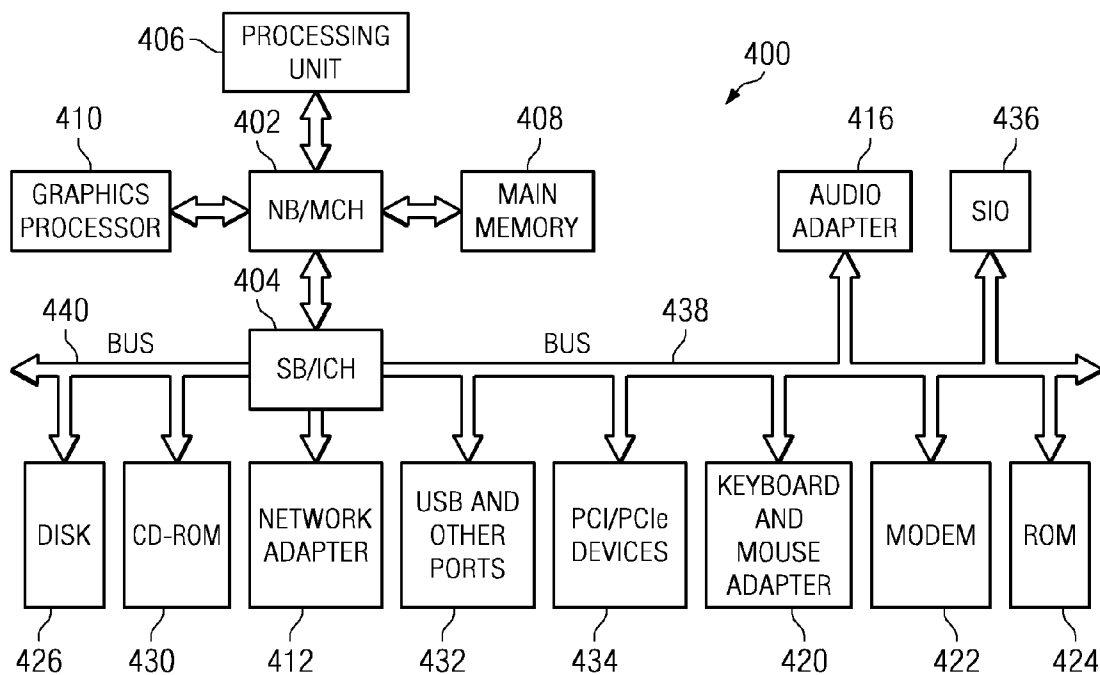 406
PROCESSING
UNIT
400
410
402
408
416
436
GRAPHICS
PROCESSOR
NB/MCH
MAIN
MEMORY
AUDIO
ADAPTER
SIO
404
440
438
BUS
BUS
SB/ICH
DISK
CD-ROM
NETWORK
ADAPTER
USB AND
OTHER
PORTS
PCI/PCIe
DEVICES
KEYBOARD
AND
MOUSE
ADAPTER
MODEM
ROM
426
430
412
432
434
420
422
424